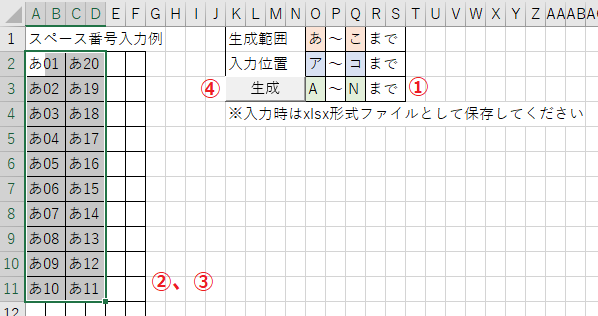 A B C D E F G H I J K L M N O P Q R S T U V W X Y Z AAABA
1 スペース番号入力例 生成範囲 あ ～ こ まで
2 あ01 あ20 入力位置 ア ～ コ まで
3 あ02 あ19 ④ 生成 A ～ N まで ①
4 あ03 あ18 ※入力時はxlsx形式ファイルとして保存してください
5 あ04 あ17
6 あ05 あ16
7 あ06 あ15
8 あ07 あ14
9 あ08 あ13
10 あ09 あ12
11 あ10 あ11 ②、③
12